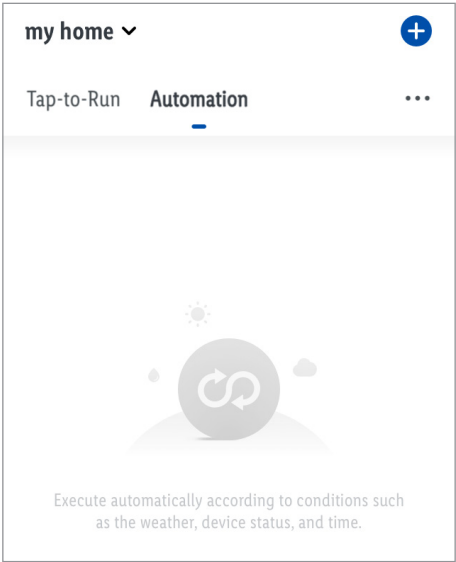 my home
Tap-to-Run Automation
Execute automatically according to conditions such
as the weather, device status, and time.